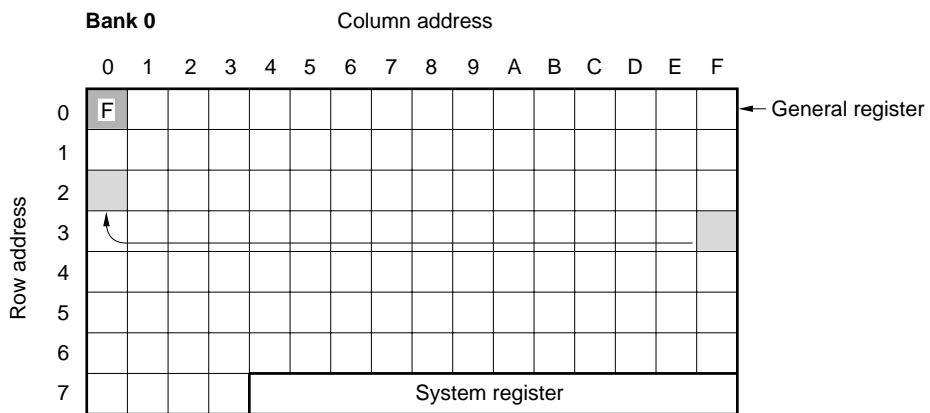 Bank 0 Column address
0 1 2 3 4 5 6 7 8 9 A B C D E F
0 F General register
1
2
3
4
5
6
7 System register
Row address